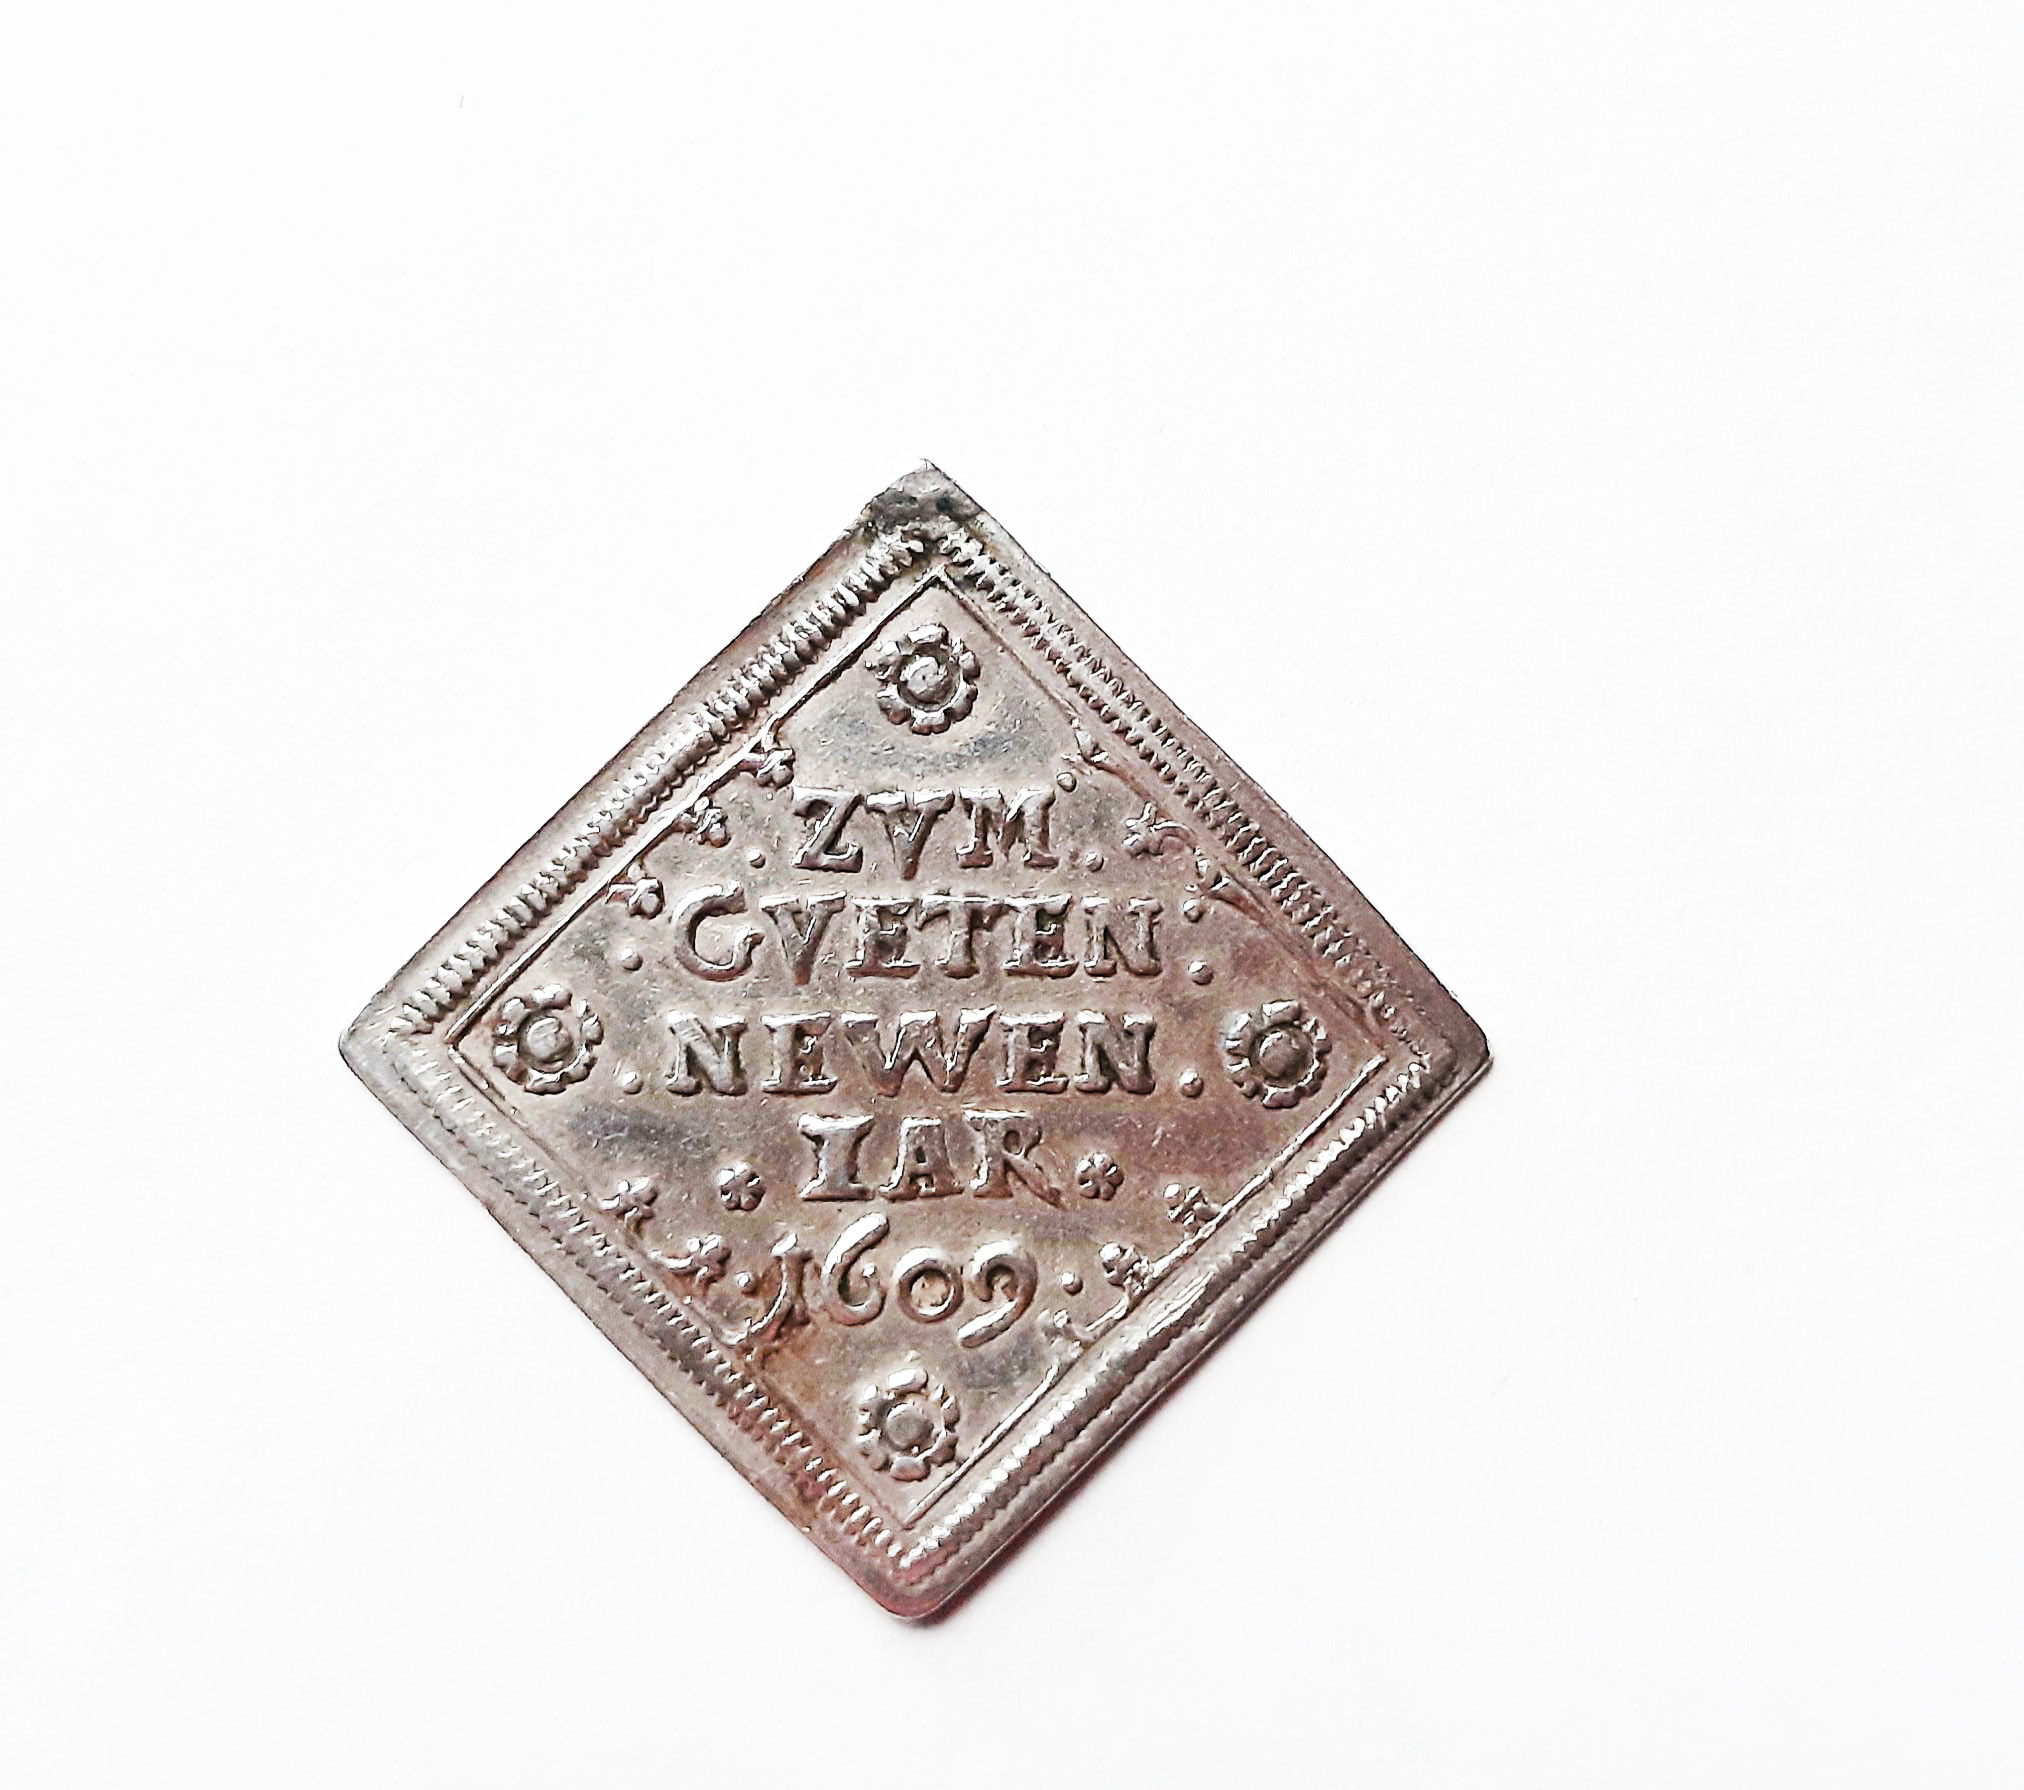 · ZVM ·
· GVETEN ·
· NEWEN ·
IAR
· 1609 ·